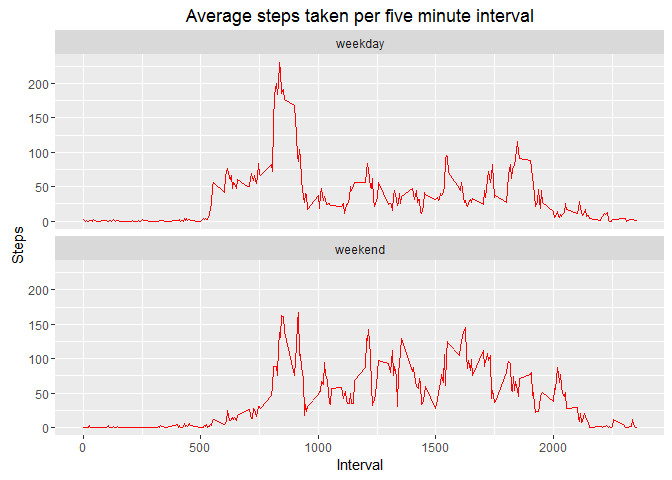 Average steps taken per five minute interval
weekday
200
150
100
50
0
Steps
weekend
200
150
100
50
0
0 500 1000 1500 2000
Interval